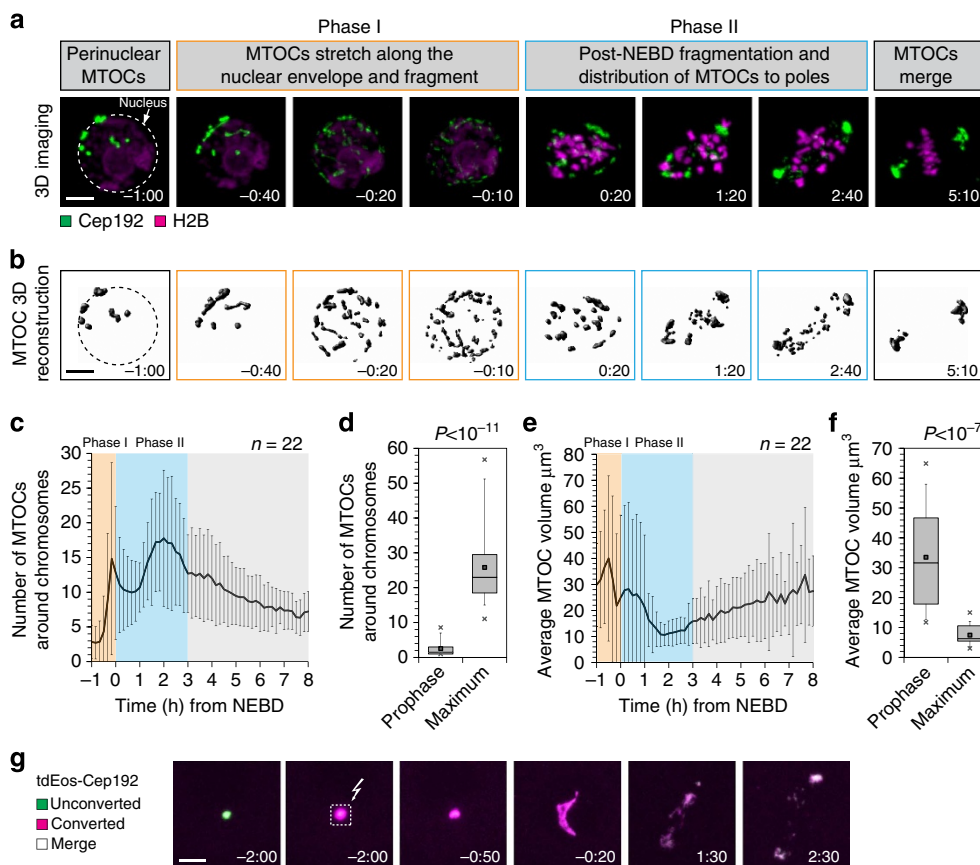 a
Phase I
Phase II
Perinuclear
MTOCs
MTOCs stretch along the
nuclear envelope and fragment
Post-NEBD fragmentation and
distribution of MTOCs to poles
MTOCs
merge
3D imaging
Nucleus
–1:00
–0:40
–0:20
–0:10
0:20
1:20
2:40
5:10
Cep192
H2B
b
MTOC 3D
reconstruction
–1:00
–0:40
–0:20
–0:10
0:20
1:20
2:40
5:10
c
Phase I Phase II
n = 22
Number of MTOCs
around chromosomes
30
25
20
15
10
5
0
–1 0 1 2 3 4 5 6 7 8
Time (h) from NEBD
d
P<10⁻¹¹
Number of MTOCs
around chromosomes
60
50
40
30
20
10
0
Prophase
Maximum
e
Phase I Phase II
n = 22
Average MTOC volume μm³
80
70
60
50
40
30
20
10
0
–1 0 1 2 3 4 5 6 7 8
Time (h) from NEBD
f
P<10⁻⁷
Average MTOC volume μm³
70
60
50
40
30
20
10
0
Prophase
Maximum
g
tdEos-Cep192
Unconverted
Converted
Merge
–2:00
–2:00
–0:50
–0:20
1:30
2:30